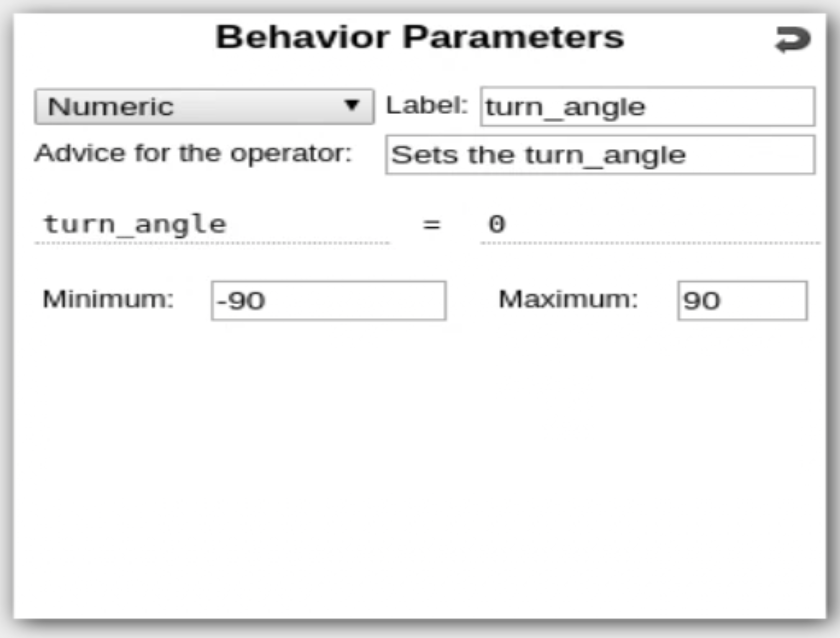 Behavior Parameters
Numeric Label: turn_angle
Advice for the operator: Sets the turn_angle
turn_angle = 0
Minimum: -90 Maximum: 90